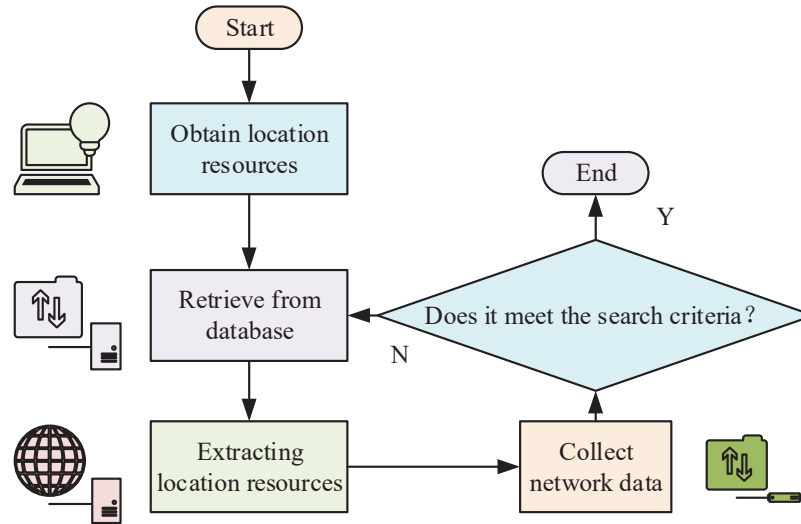 Start
Obtain location
resources
Retrieve from
database
Extracting
location resources
Collect
network data
Does it meet the search criteria?
N
Y
End